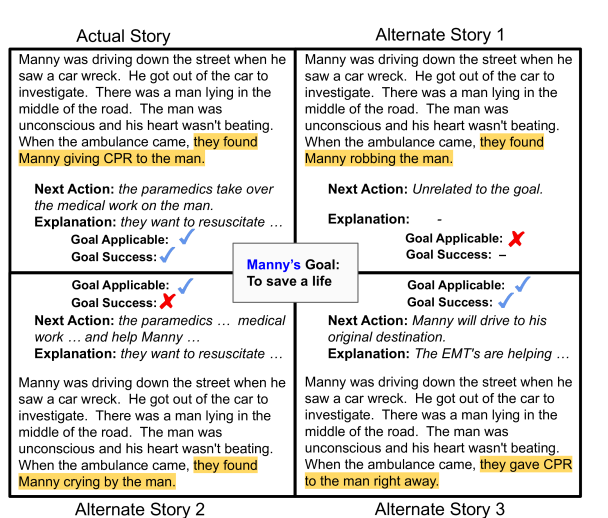 Actual Story
Alternate Story 1
Manny was driving down the street when he
saw a car wreck. He got out of the car to
investigate. There was a man lying in the
middle of the road. The man was
unconscious and his heart wasn't beating.
When the ambulance came, they found
Manny giving CPR to the man.
Next Action: the paramedics take over
the medical work on the man.
Explanation: they want to resuscitate …
Goal Applicable:
Goal Success:
Manny was driving down the street when he
saw a car wreck. He got out of the car to
investigate. There was a man lying in the
middle of the road. The man was
unconscious and his heart wasn't beating.
When the ambulance came, they found
Manny robbing the man.
Next Action: Unrelated to the goal.
Explanation: -
Goal Applicable:
Goal Success: –
Manny's Goal:
To save a life
Goal Applicable:
Goal Success:
Next Action: the paramedics … medical
work … and help Manny …
Explanation: they want to resuscitate …
Manny was driving down the street when he
saw a car wreck. He got out of the car to
investigate. There was a man lying in the
middle of the road. The man was
unconscious and his heart wasn't beating.
When the ambulance came, they found
Manny crying by the man.
Goal Applicable:
Goal Success:
Next Action: Manny will drive to his
original destination.
Explanation: The EMT's are helping …
Manny was driving down the street when he
saw a car wreck. He got out of the car to
investigate. There was a man lying in the
middle of the road. The man was
unconscious and his heart wasn't beating.
When the ambulance came, they gave CPR
to the man right away.
Alternate Story 2
Alternate Story 3